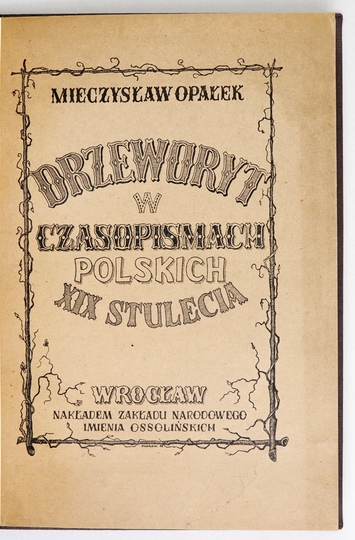 MIECZYSŁAW OPAŁEK
DRZEWORYT
W
CZASOPISMACH
POLSKICH
XIX STULECIA
WROCŁAW
NAKŁADEM ZAKŁADU NARODOWEGO
IMIENIA OSSOLIŃSKICH